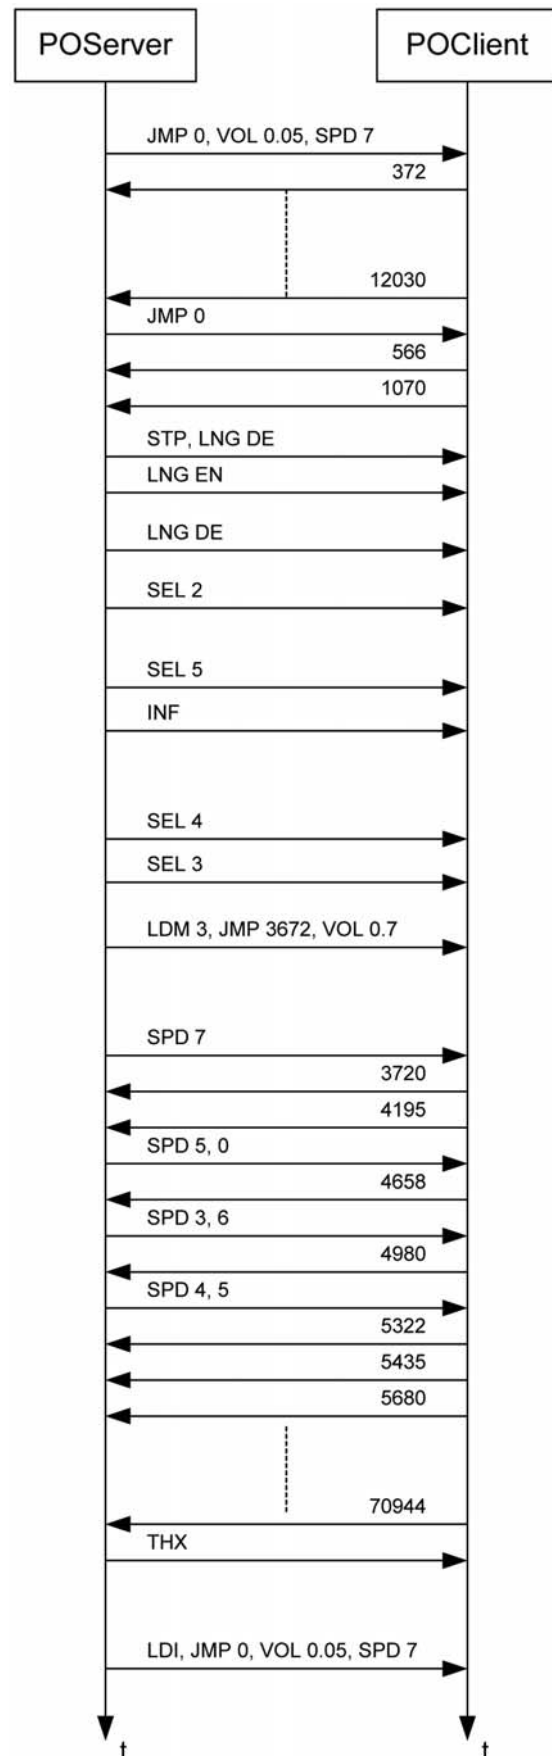 POServer
POClient
JMP 0, VOL 0.05, SPD 7
372
12030
JMP 0
566
1070
STP, LNG DE
LNG EN
LNG DE
SEL 2
SEL 5
INF
SEL 4
SEL 3
LDM 3, JMP 3672, VOL 0.7
SPD 7
3720
4195
SPD 5, 0
4658
SPD 3, 6
4980
SPD 4, 5
5322
5435
5680
70944
THX
LDI, JMP 0, VOL 0.05, SPD 7
t
t